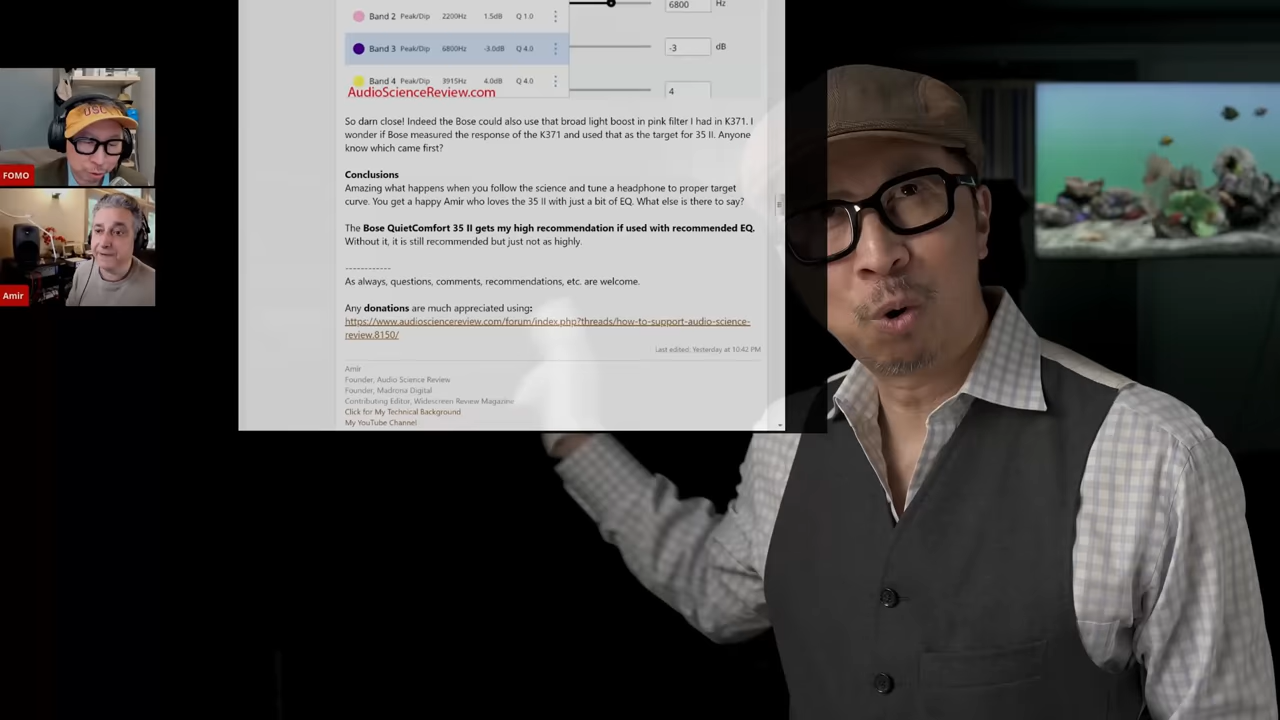 6800
Hz
Band 2 Peak/Dip 2200Hz 1.5dB Q 1.0
Band 3 Peak/Dip 6800Hz -3.0dB Q 4.0
-3
dB
Band 4 Peak/Dip 3915Hz 4.0dB Q 4.0
4
AudioScienceReview.com
So darn close! Indeed the Bose could also use that broad light boost in pink filter I had in K371. I
wonder if Bose measured the response of the K371 and used that as the target for 35 II. Anyone
know which came first?
Conclusions
Amazing what happens when you follow the science and tune a headphone to proper target
curve. You get a happy Amir who loves the 35 II with just a bit of EQ. What else is there to say?
The Bose QuietComfort 35 II gets my high recommendation if used with recommended EQ.
Without it, it is still recommended but just not as highly.
------------
As always, questions, comments, recommendations, etc. are welcome.
Any donations are much appreciated using:
https://www.audiosciencereview.com/forum/index.php?threads/how-to-support-audio-science-
review.8150/
Last edited: Yesterday at 10:42 PM
Amir
Founder, Audio Science Review
Founder, Madrona Digital
Contributing Editor, Widescreen Review Magazine
Click for My Technical Background
My YouTube Channel
USC
FOMO
Amir